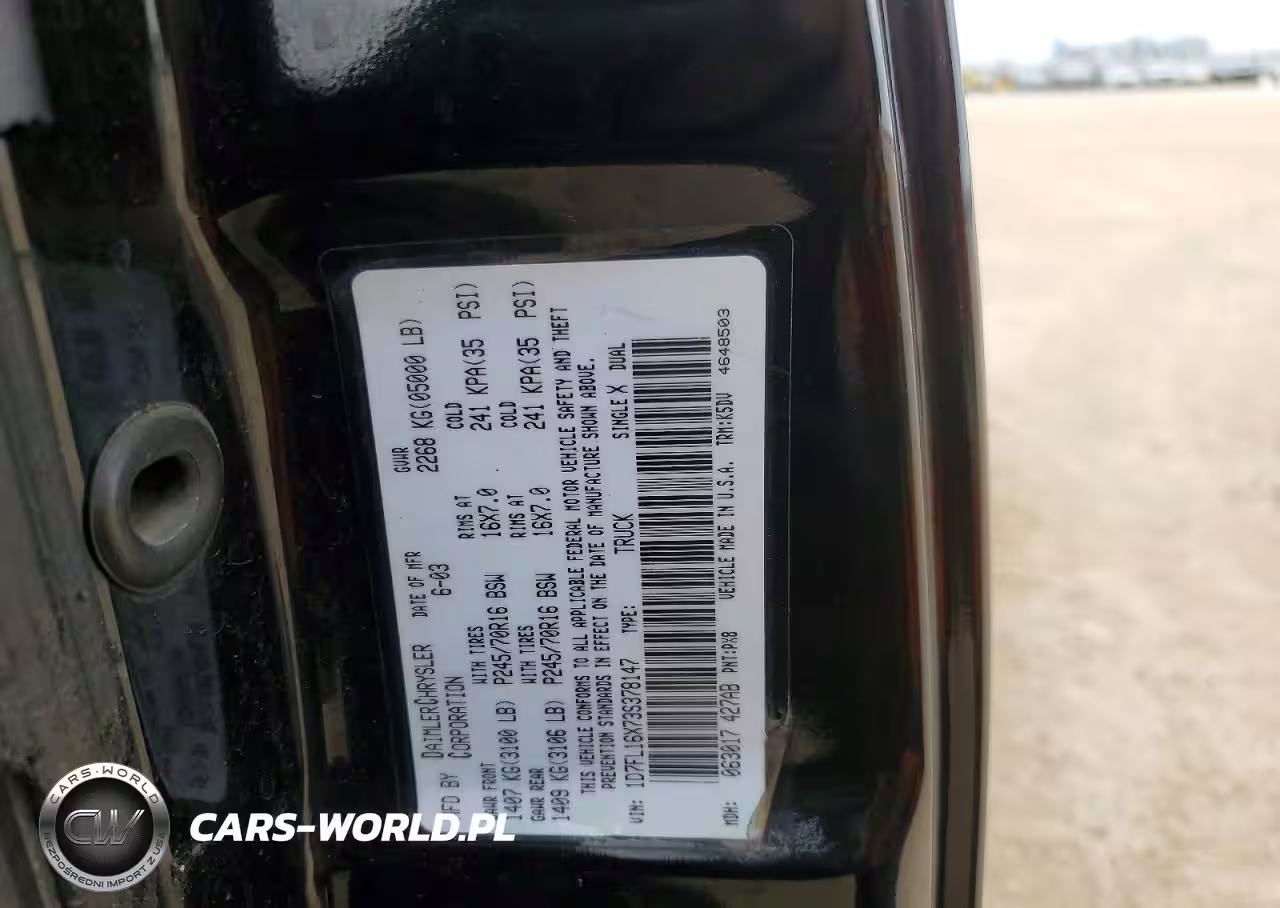 MFD BY DAIMLERCHRYSLER CORPORATION DATE OF MFR 6-03 GVWR 2268 KG(05000 LB)
GAWR FRONT WITH TIRES RIMS AT COLD
1407 KG(3100 LB) P245/70R16 BSW 16X7.0 241 KPA(35 PSI)
GAWR REAR WITH TIRES RIMS AT COLD
1409 KG(3106 LB) P245/70R16 BSW 16X7.0 241 KPA(35 PSI)
THIS VEHICLE CONFORMS TO ALL APPLICABLE FEDERAL MOTOR VEHICLE SAFETY AND THEFT
PREVENTION STANDARDS IN EFFECT ON THE DATE OF MANUFACTURE SHOWN ABOVE.
VIN: 1D7FL16X73S378147 TYPE: TRUCK SINGLE X DUAL
MDH: 063017 427AB PNT:PX8 VEHICLE MADE IN U.S.A. TRM:K5DV 4648503
CARS-WORLD
CW
BEZPOŚREDNI IMPORT Z USA
CARS-WORLD.PL